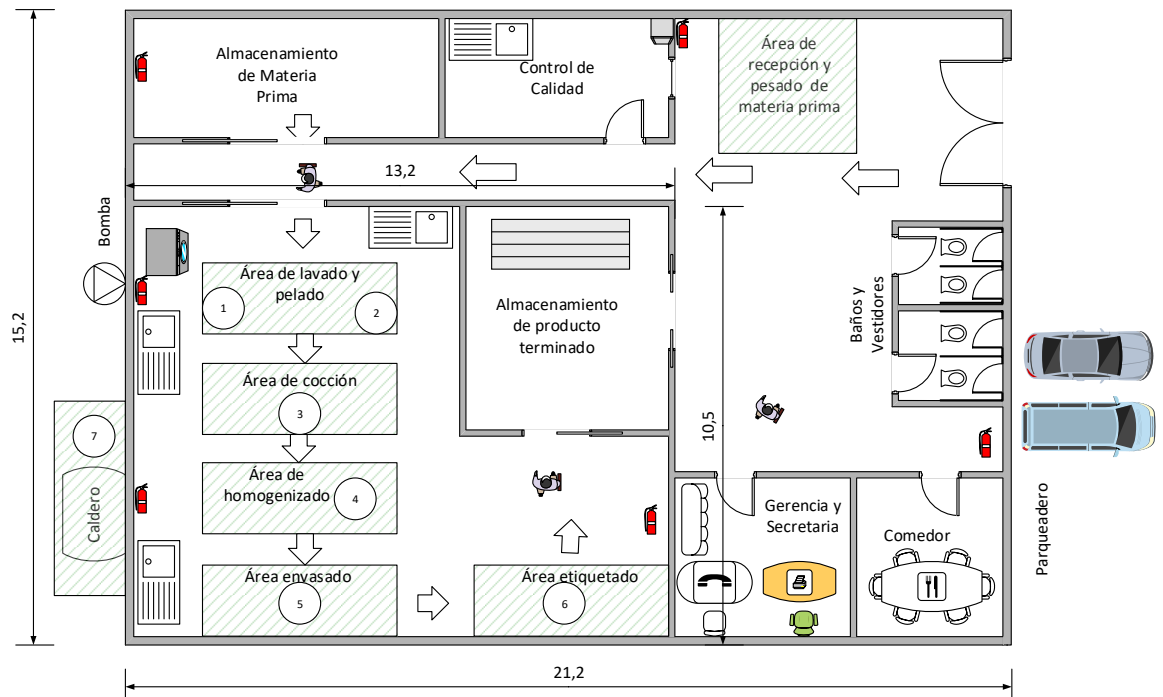 Almacenamiento
de Materia
Prima
Control de
Calidad
Área de
recepción y
pesado de
materia prima
13,2
Bomba
15,2
Área de lavado y
pelado
1
2
Almacenamiento
de producto
terminado
Baños y
Vestidores
Área de cocción
3
10,5
7
Caldero
Área de
homogenizado
4
Gerencia y
Secretaria
Comedor
Parqueadero
Área envasado
5
Área etiquetado
6
21,2